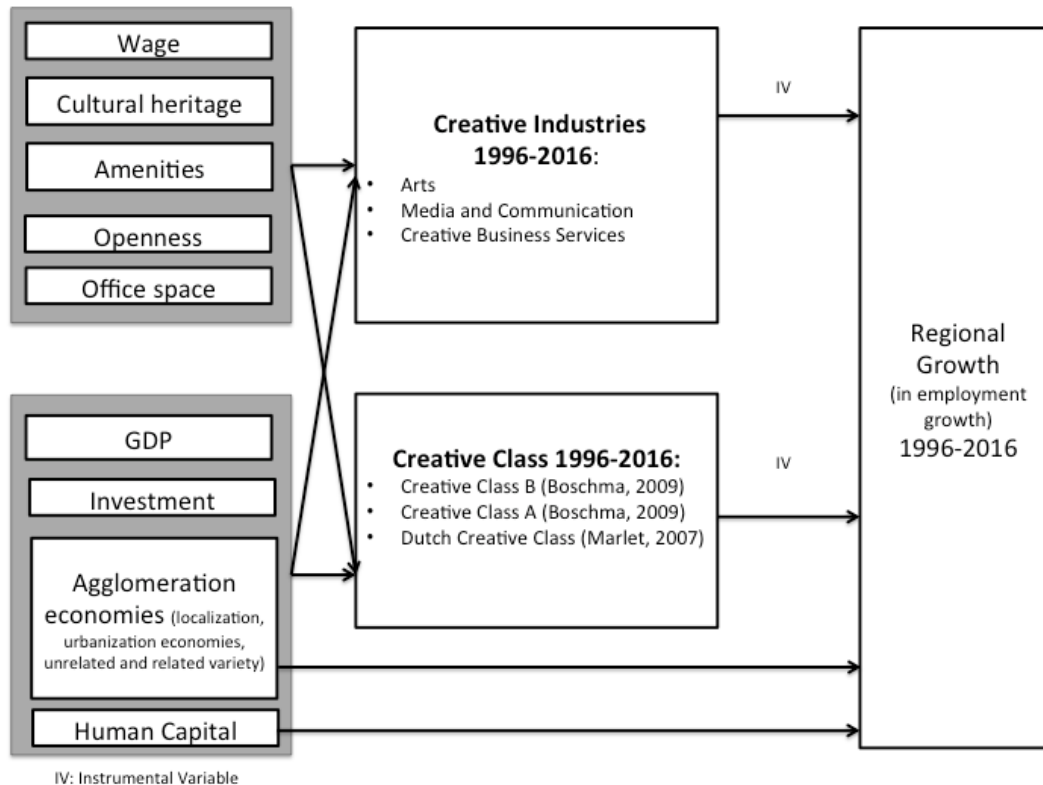 Wage
Cultural heritage
Amenities
Openness
Office space
GDP
Investment
Agglomeration
economies (localization,
urbanization economies,
unrelated and related variety)
Human Capital
IV: Instrumental Variable
Creative Industries
1996-2016:
• Arts
• Media and Communication
• Creative Business Services
Creative Class 1996-2016:
• Creative Class B (Boschma, 2009)
• Creative Class A (Boschma, 2009)
• Dutch Creative Class (Marlet, 2007)
IV
IV
Regional
Growth
(in employment
growth)
1996-2016